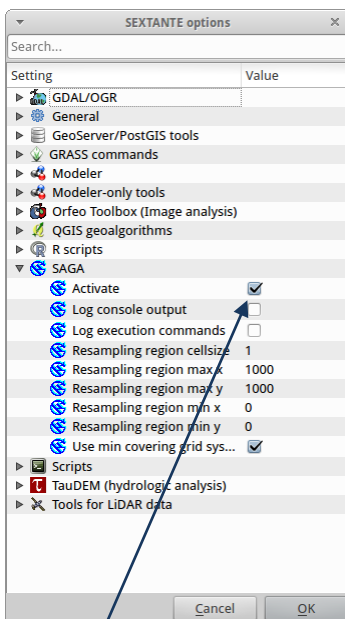 SEXTANTE options
Search...
Setting Value
GDAL/OGR
General
GeoServer/PostGIS tools
GRASS commands
Modeler
Modeler-only tools
Orfeo Toolbox (Image analysis)
QGIS geoalgorithms
R scripts
SAGA
Activate
Log console output
Log execution commands
Resampling region cellsize 1
Resampling region max x 1000
Resampling region max y 1000
Resampling region min x 0
Resampling region min y 0
Use min covering grid sys...
Scripts
TauDEM (hydrologic analysis)
Tools for LiDAR data
Cancel OK